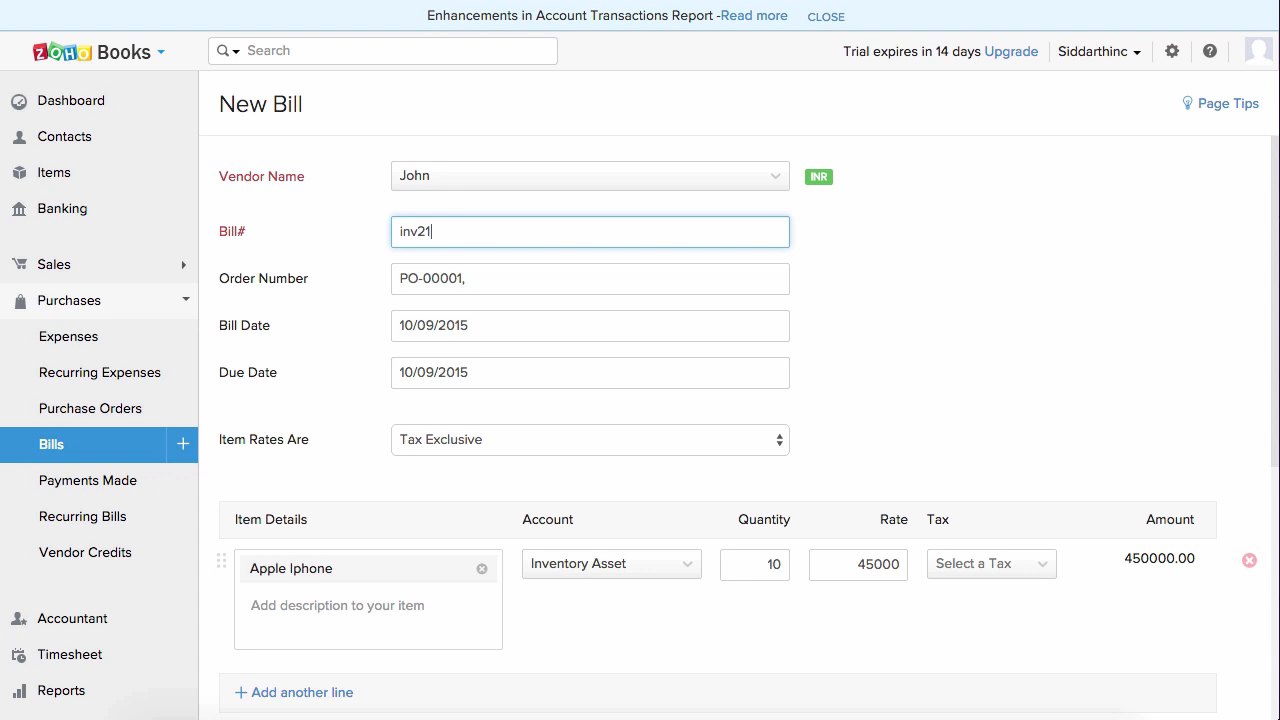 Enhancements in Account Transactions Report -Read more CLOSE
ZOHO Books Search Trial expires in 14 days Upgrade Siddarthinc
Dashboard
Contacts
Items
Banking
Sales
Purchases
Expenses
Recurring Expenses
Purchase Orders
Bills +
Payments Made
Recurring Bills
Vendor Credits
Accountant
Timesheet
Reports
New Bill Page Tips
Vendor Name John INR
Bill# inv21
Order Number PO-00001,
Bill Date 10/09/2015
Due Date 10/09/2015
Item Rates Are Tax Exclusive
Item Details Account Quantity Rate Tax Amount
Apple Iphone Inventory Asset 10 45000 Select a Tax 450000.00
Add description to your item
+ Add another line